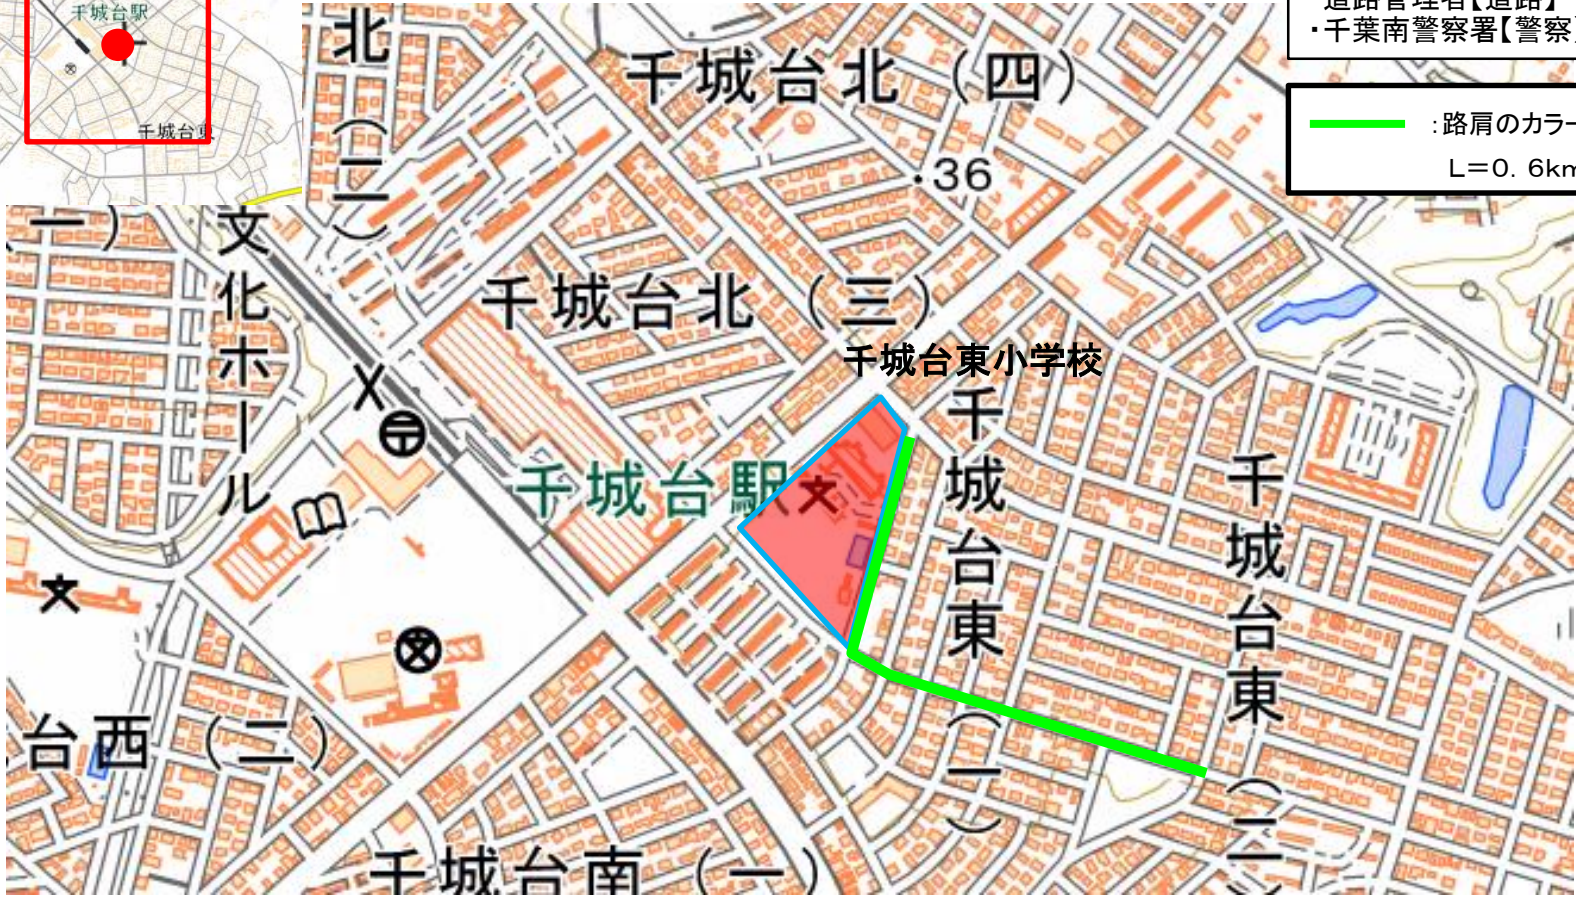 千城台駅
千城台東
道路管理者【道路】
・千葉南警察署【警察】
:路肩のカラー
L=0.6km
北(二)
千城台北(四)
・36
(一)
文化ホール
千城台北(三)
千城台東小学校
千城台駅
千城台東(一)
千城台東(二)
台西(二)
千城台南(一)